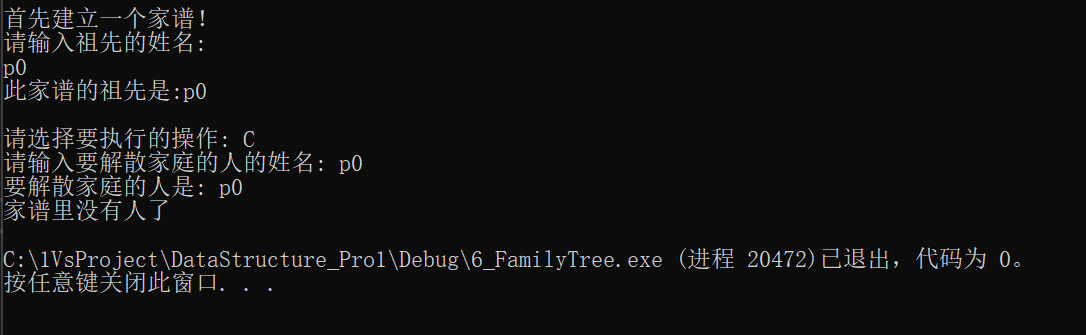 首先建立一个家谱!
请输入祖先的姓名:
p0
此家谱的祖先是:p0
请选择要执行的操作: C
请输入要解散家庭的人的姓名: p0
要解散家庭的人是: p0
家谱里没有人了
C:\1VsProject\DataStructure_Pro1\Debug\6_FamilyTree.exe (进程 20472)已退出，代码为 0。
按任意键关闭此窗口. . .